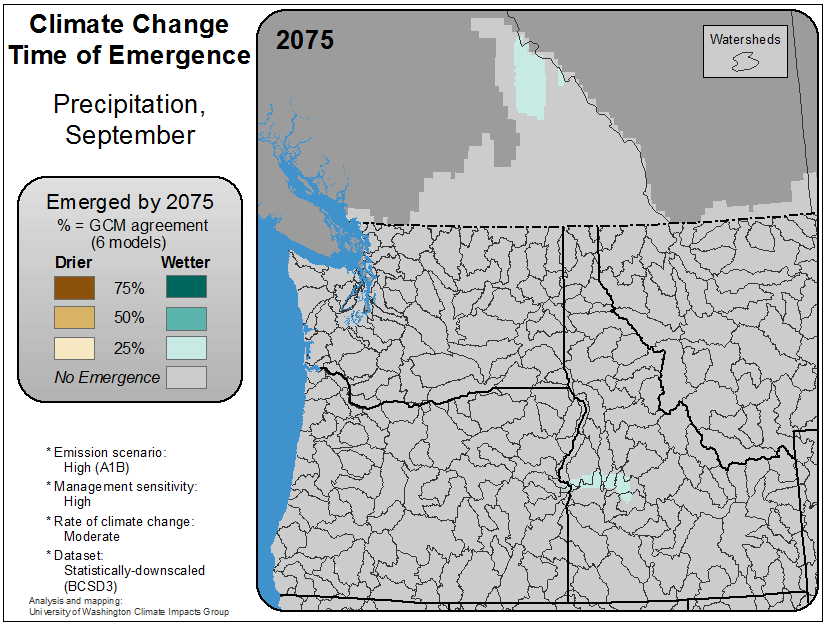 Climate Change
Time of Emergence
Precipitation,
September
Emerged by 2075
% = GCM agreement
(6 models)
Drier Wetter
75%
50%
25%
No Emergence
* Emission scenario:
High (A1B)
* Management sensitivity:
High
* Rate of climate change:
Moderate
* Dataset:
Statistically-downscaled
(BCSD3)
Analysis and mapping:
University of Washington Climate Impacts Group
2075
Watersheds